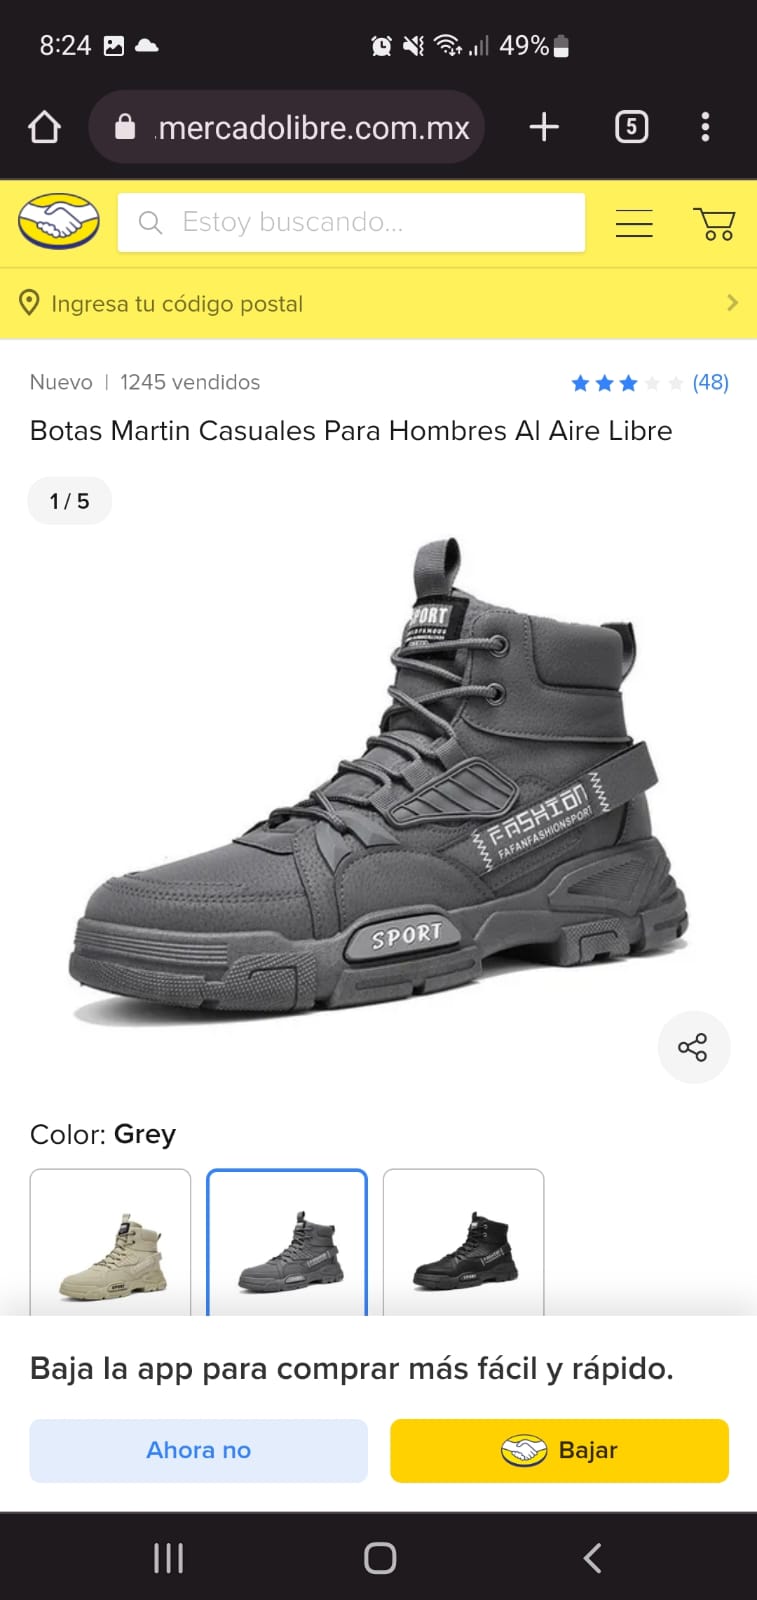 8:24
49%
.mercadolibre.com.mx
5
Estoy buscando...
Ingresa tu código postal
Nuevo | 1245 vendidos
(48)
Botas Martin Casuales Para Hombres Al Aire Libre
1 / 5
SPORT
FASHION
FAFANFASHIONSPORT
SPORT
Color: Grey
Baja la app para comprar más fácil y rápido.
Ahora no
Bajar